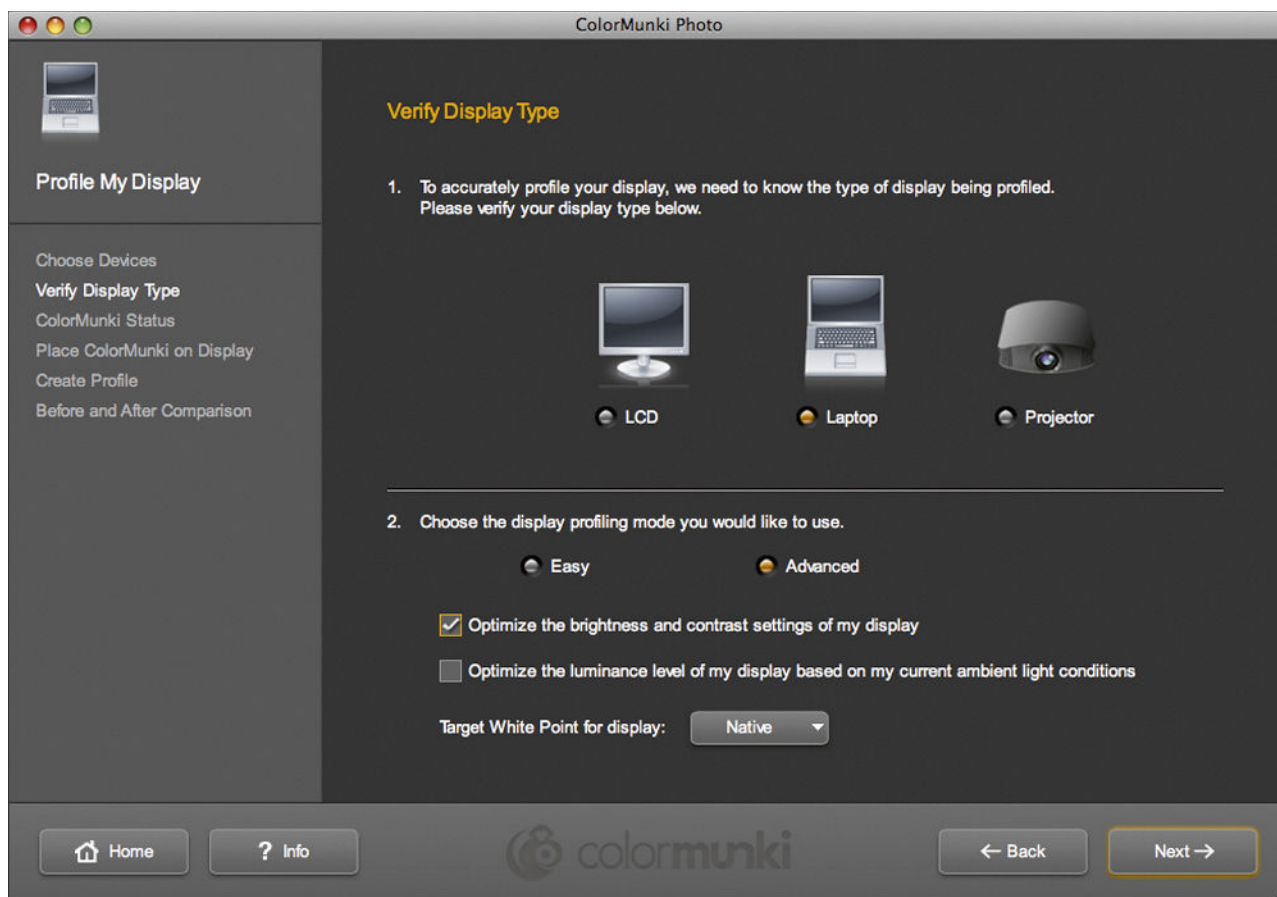 ColorMunki Photo
Profile My Display
Choose Devices
Verify Display Type
ColorMunki Status
Place ColorMunki on Display
Create Profile
Before and After Comparison
Verify Display Type
1. To accurately profile your display, we need to know the type of display being profiled.
Please verify your display type below.
LCD
Laptop
Projector
2. Choose the display profiling mode you would like to use.
Easy
Advanced
Optimize the brightness and contrast settings of my display
Optimize the luminance level of my display based on my current ambient light conditions
Target White Point for display: Native
Home
? Info
colormunki
← Back
Next →